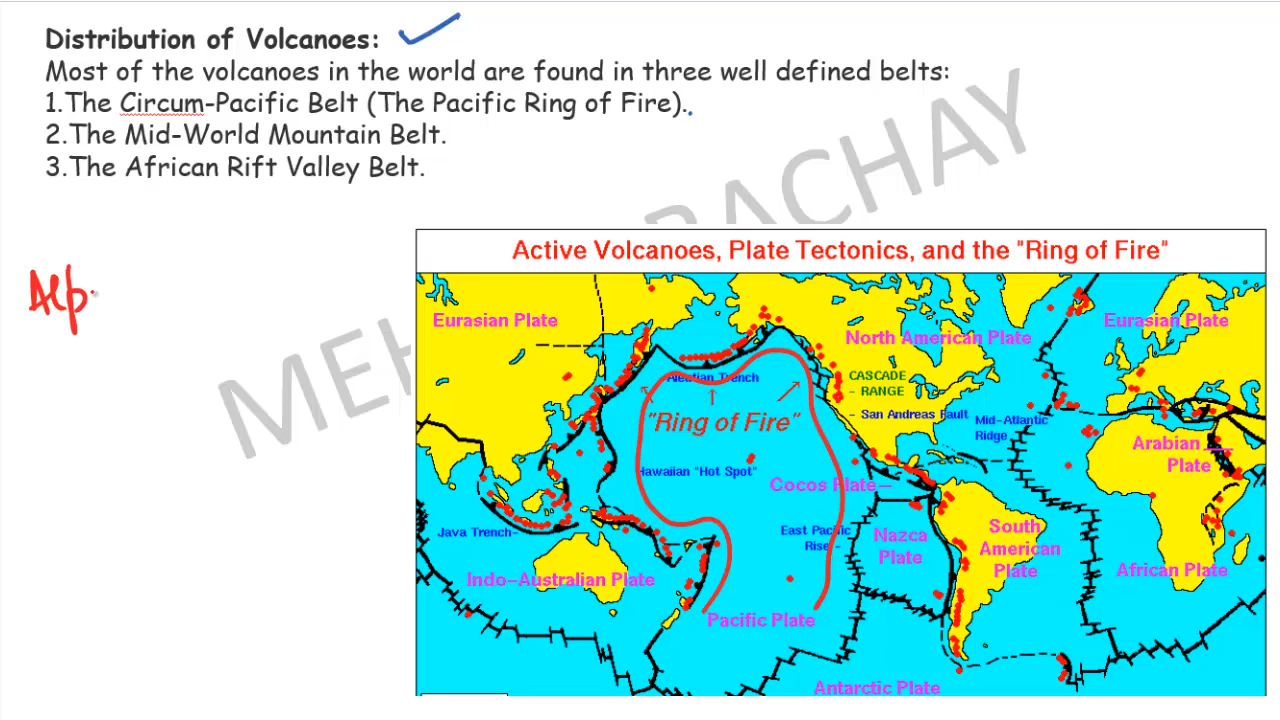 Distribution of Volcanoes:
Most of the volcanoes in the world are found in three well defined belts:
1.The Circum-Pacific Belt (The Pacific Ring of Fire)..
2.The Mid-World Mountain Belt.
3.The African Rift Valley Belt.
Alp
Active Volcanoes, Plate Tectonics, and the "Ring of Fire"
Eurasian Plate
North American Plate
Eurasian Plate
Aleutian Trench
CASCADE
- RANGE
"Ring of Fire"
- San Andreas Fault
Mid-Atlantic
Ridge
Arabian
Plate
Hawaiian "Hot Spot"
Cocos Plate-
Java Trench-
East Pacific
Rise-
Nazca
Plate
South
American
Plate
African Plate
Indo-Australian Plate
Pacific Plate
Antarctic Plate